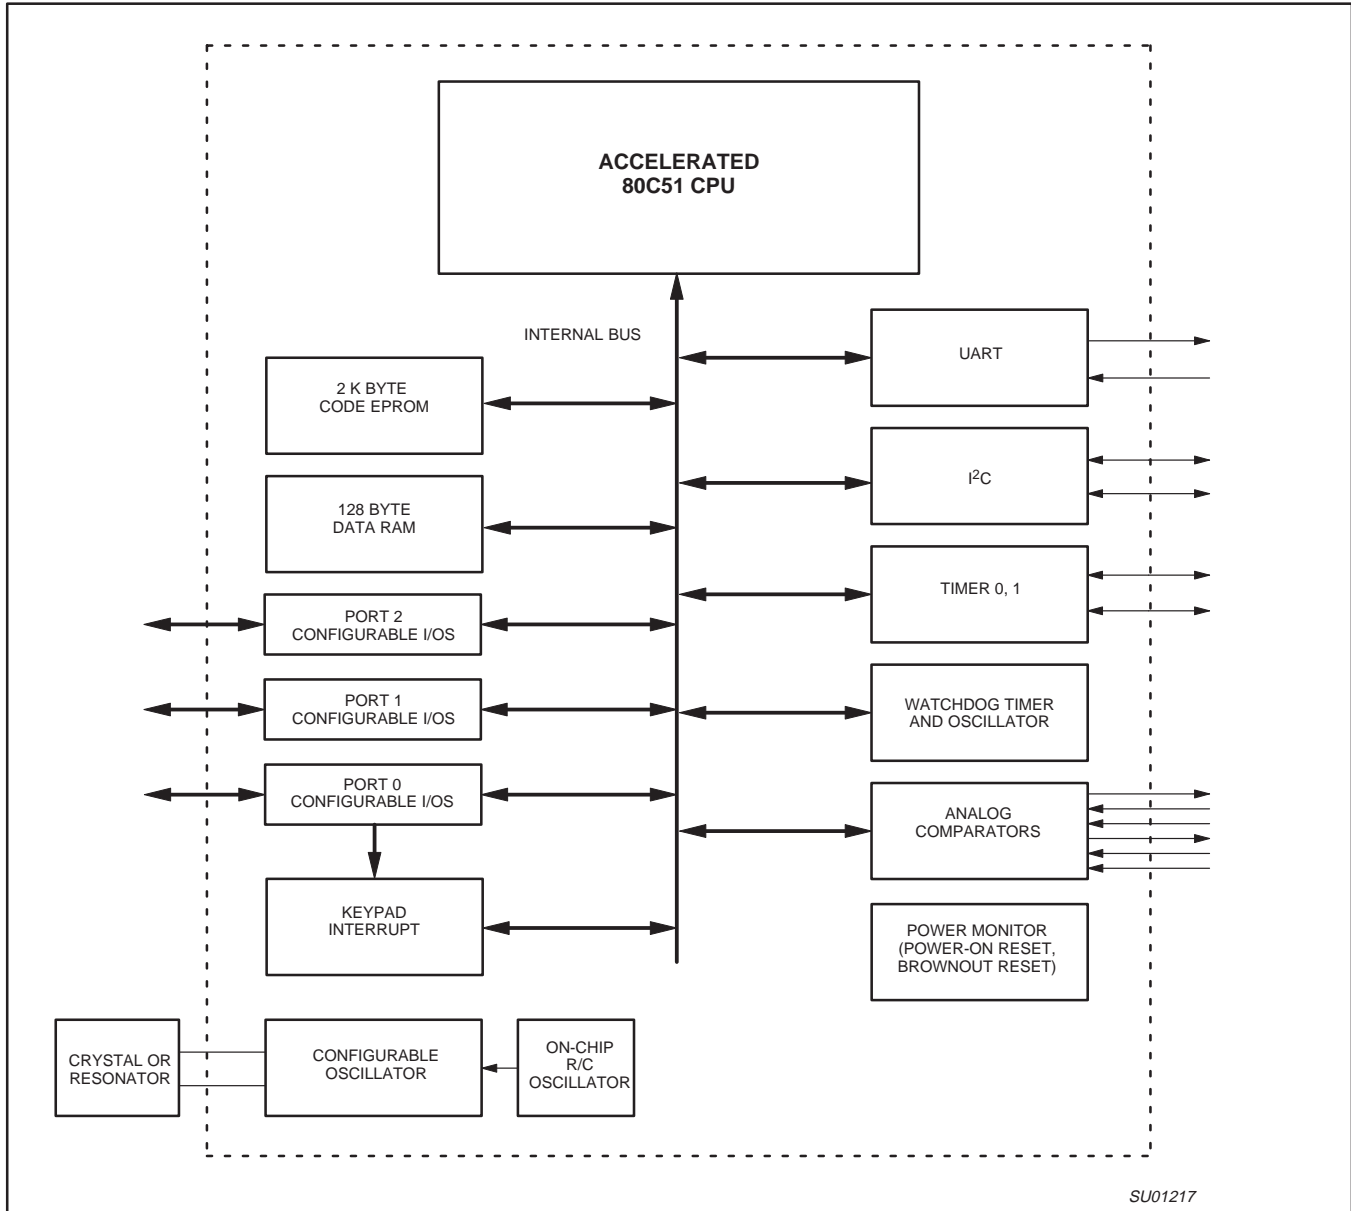 ACCELERATED
80C51 CPU
INTERNAL BUS
2 K BYTE
CODE EPROM
128 BYTE
DATA RAM
PORT 2
CONFIGURABLE I/OS
PORT 1
CONFIGURABLE I/OS
PORT 0
CONFIGURABLE I/OS
KEYPAD
INTERRUPT
CRYSTAL OR
RESONATOR
CONFIGURABLE
OSCILLATOR
ON-CHIP
R/C
OSCILLATOR
UART
I²C
TIMER 0, 1
WATCHDOG TIMER
AND OSCILLATOR
ANALOG
COMPARATORS
POWER MONITOR
(POWER-ON RESET,
BROWNOUT RESET)
SU01217